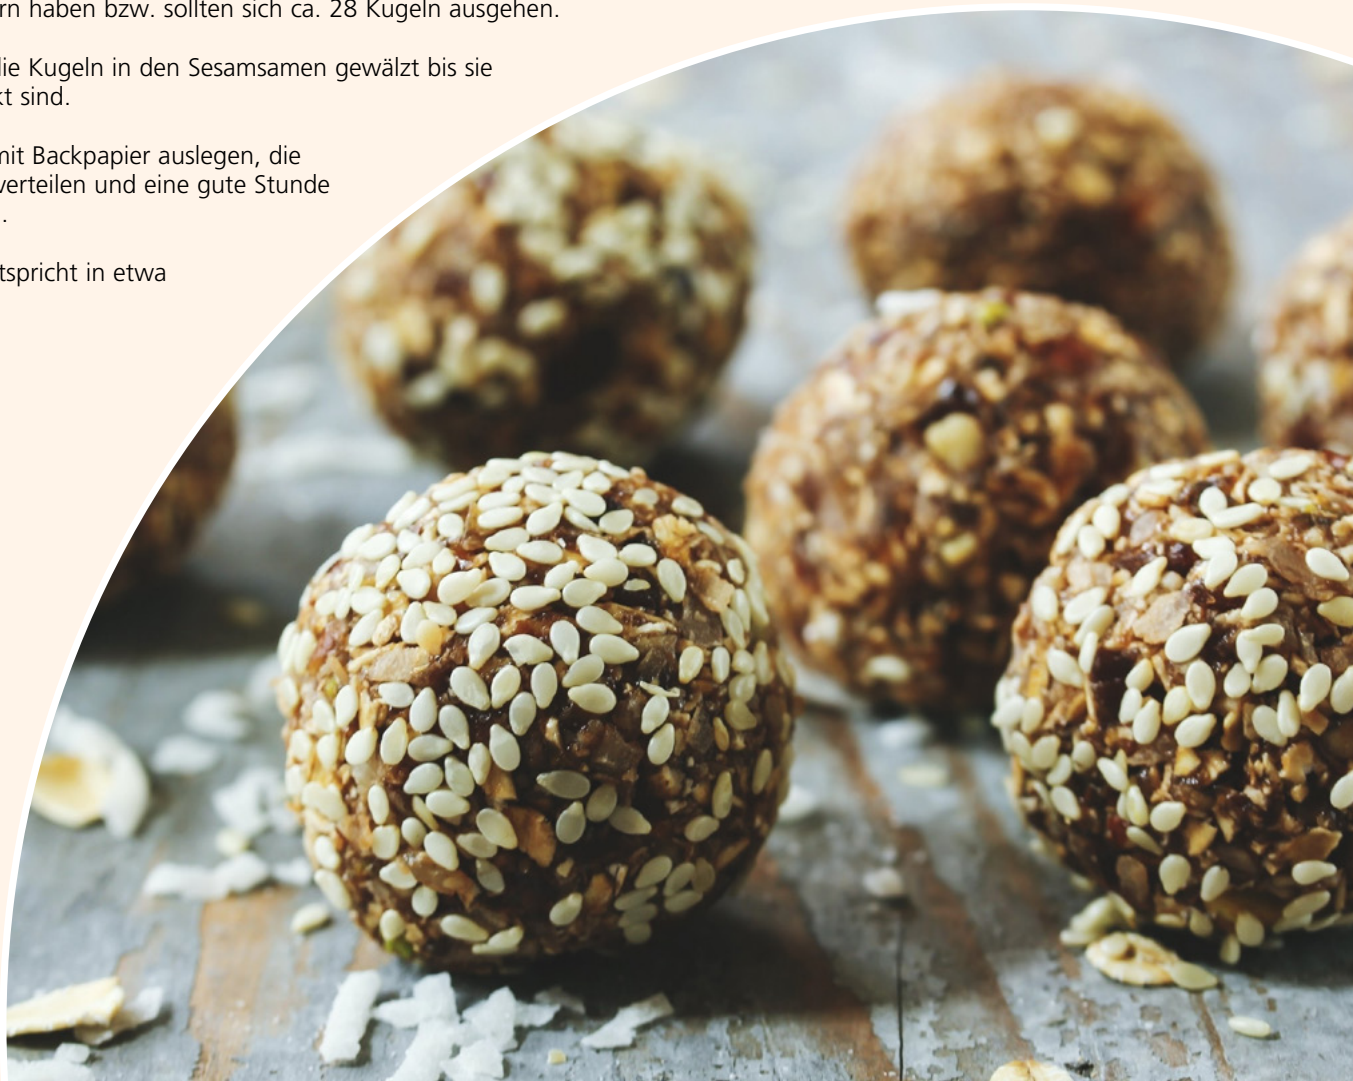 rn haben bzw. sollten sich ca. 28 Kugeln ausgehen.
die Kugeln in den Sesamsamen gewälzt bis sie
kt sind.
mit Backpapier auslegen, die
verteilen und eine gute Stunde
.
tspricht in etwa